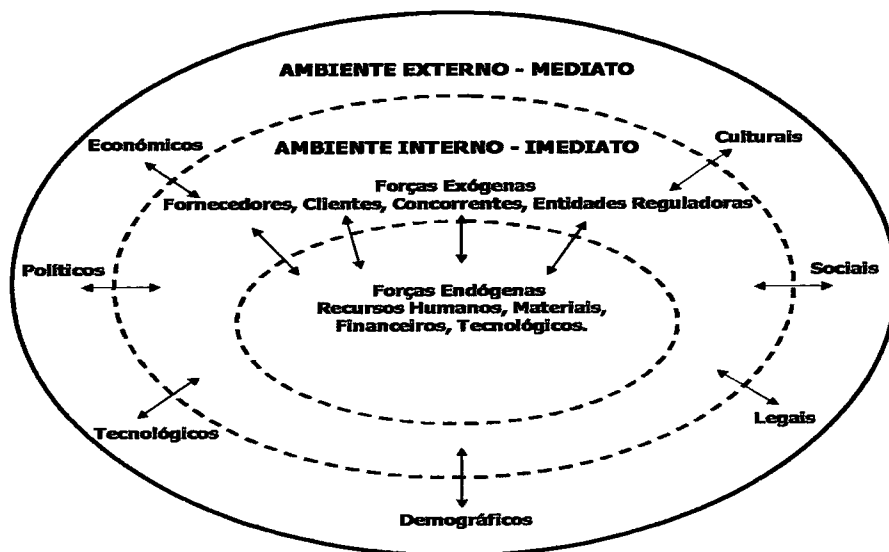 AMBIENTE EXTERNO - MEDIATO
Económicos
Culturais
AMBIENTE INTERNO - IMEDIATO
Forças Exógenas
Fornecedores, Clientes, Concorrentes, Entidades Reguladoras
Políticos
Sociais
Forças Endógenas
Recursos Humanos, Materiais,
Financeiros, Tecnológicos.
Tecnológicos
Legais
Demográficos